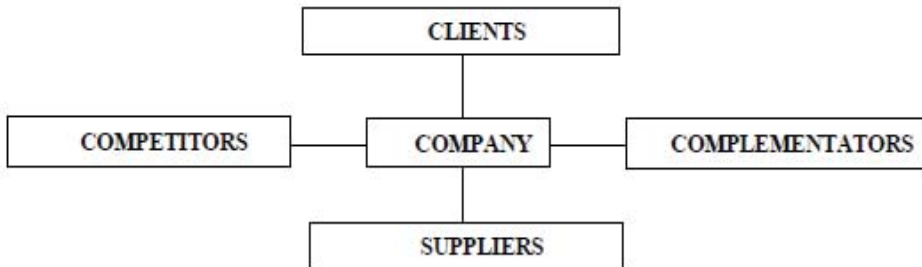 CLIENTS
COMPETITORS
COMPANY
COMPLEMENTATORS
SUPPLIERS